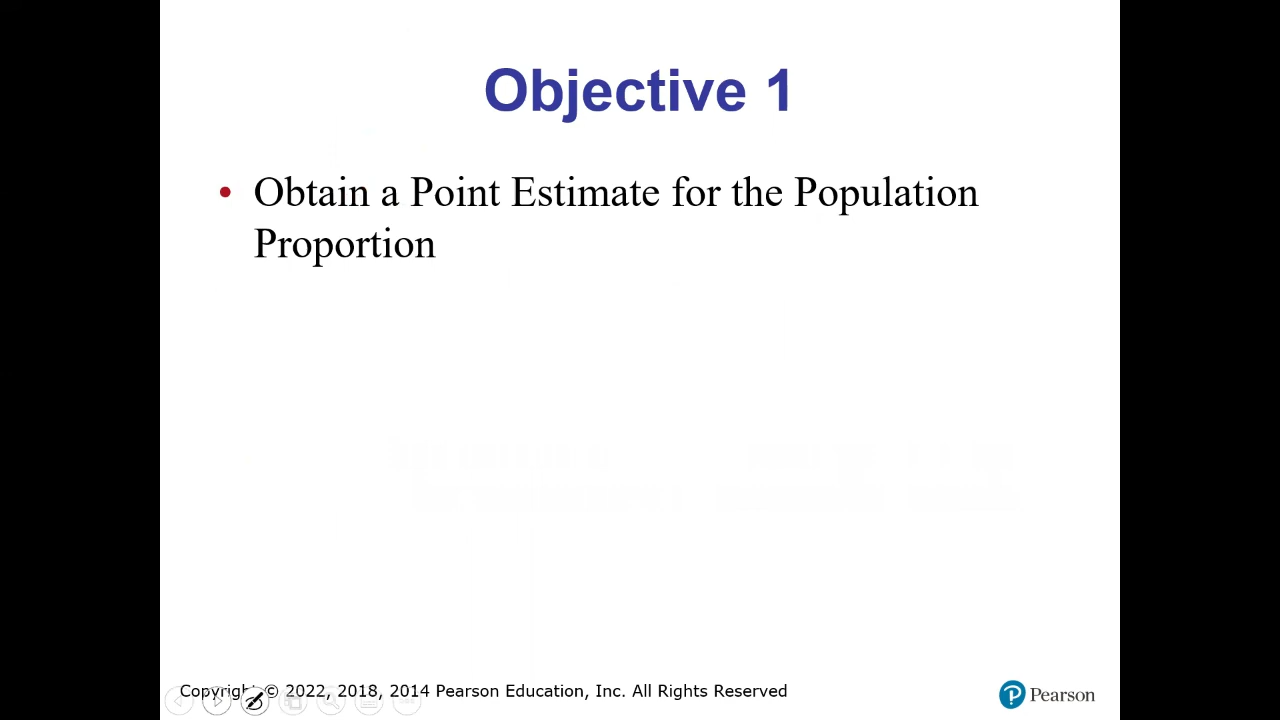 Objective 1
• Obtain a Point Estimate for the Population
Proportion
Copyright © 2022, 2018, 2014 Pearson Education, Inc. All Rights Reserved
Pearson